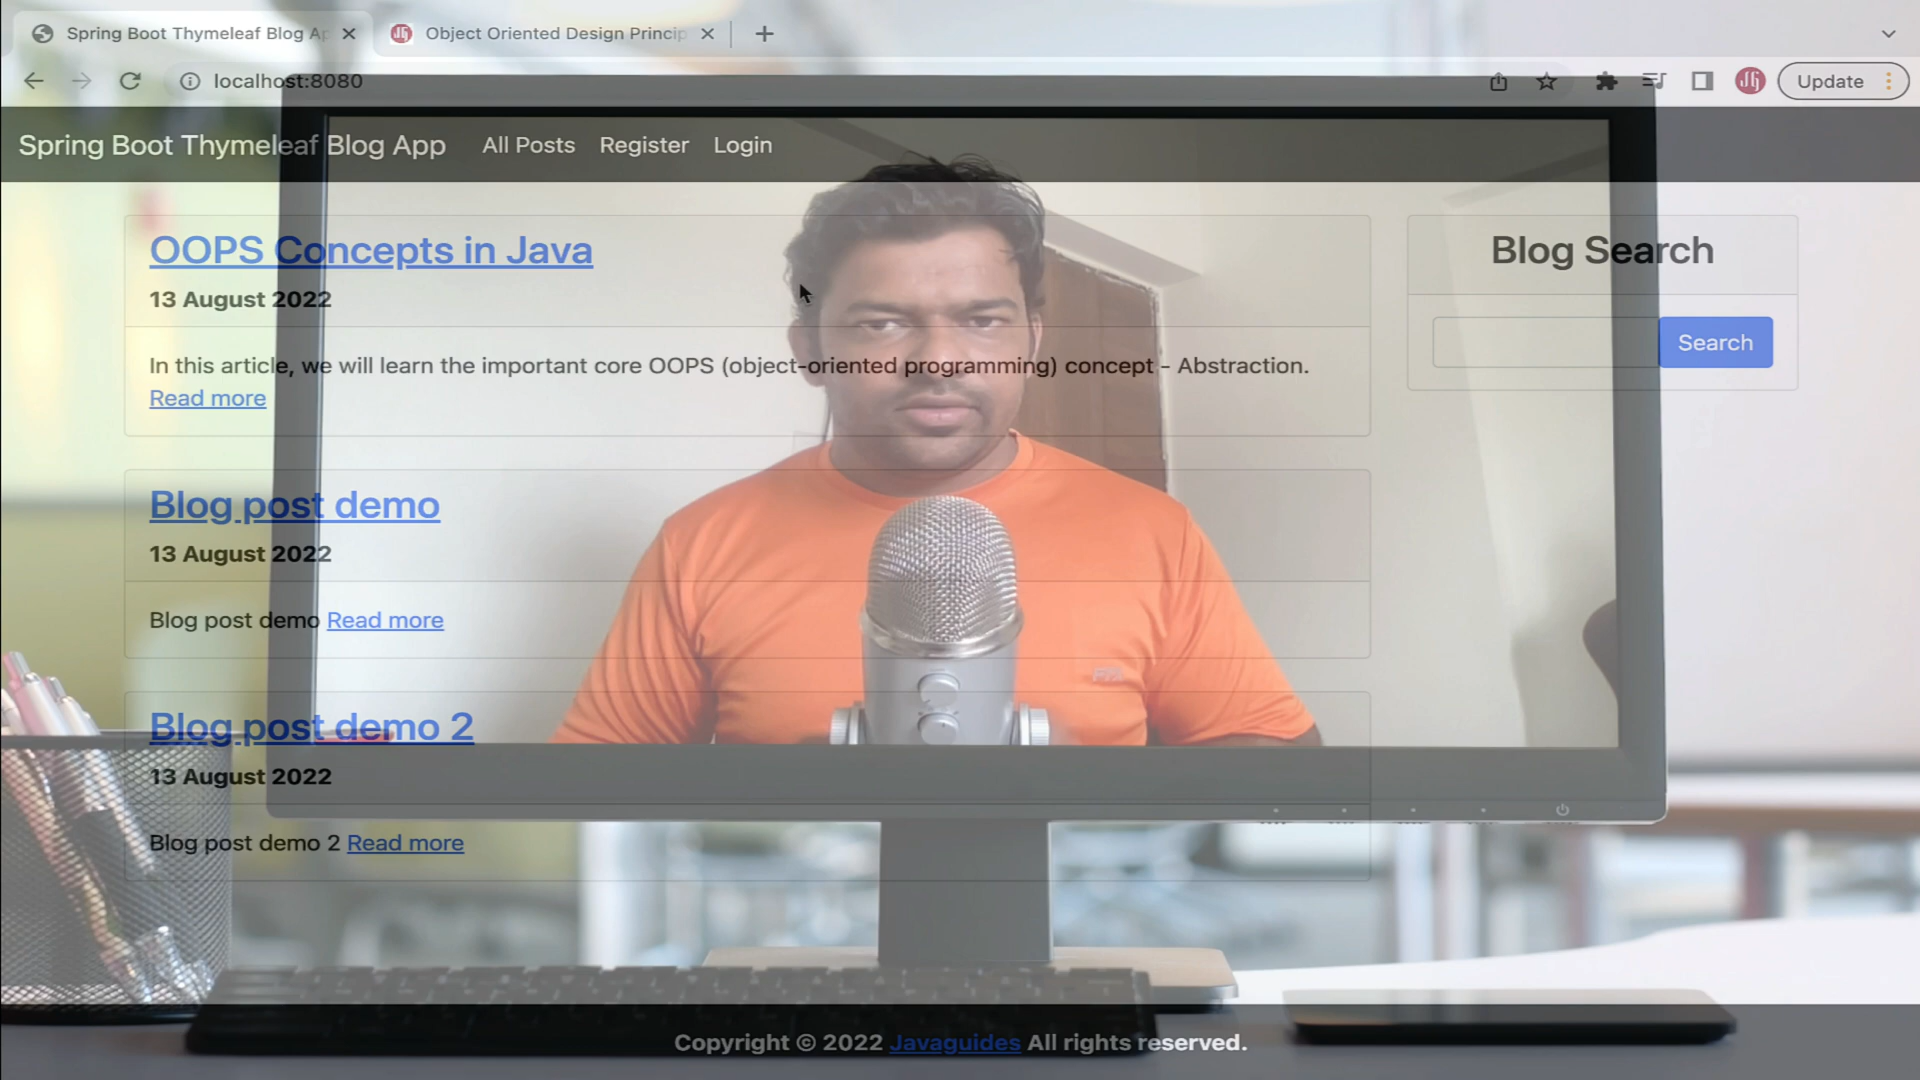 Spring Boot Thymeleaf Blog Ap
Object Oriented Design Princip
localhost:8080
Update
Spring Boot Thymeleaf Blog App
All Posts
Register
Login
OOPS Concepts in Java
13 August 2022
In this article, we will learn the important core OOPS (object-oriented programming) concept - Abstraction.
Read more
Blog Search
Search
Blog post demo
13 August 2022
Blog post demo Read more
Blog post demo 2
13 August 2022
Blog post demo 2 Read more
Copyright © 2022 Javaguides All rights reserved.